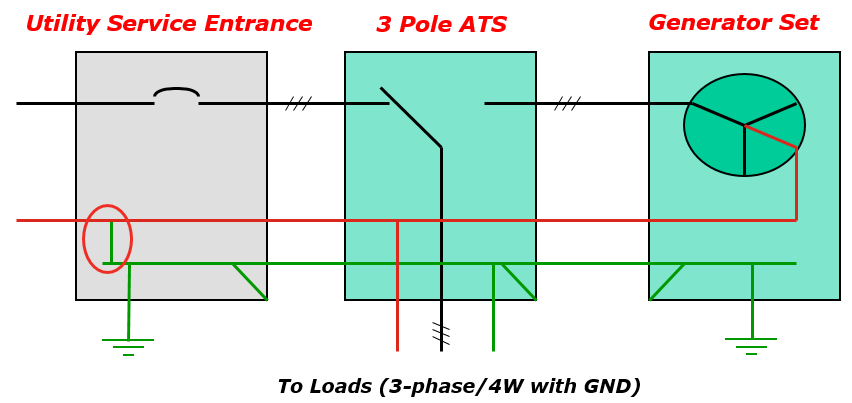 Utility Service Entrance
3 Pole ATS
Generator Set
To Loads (3-phase/4W with GND)